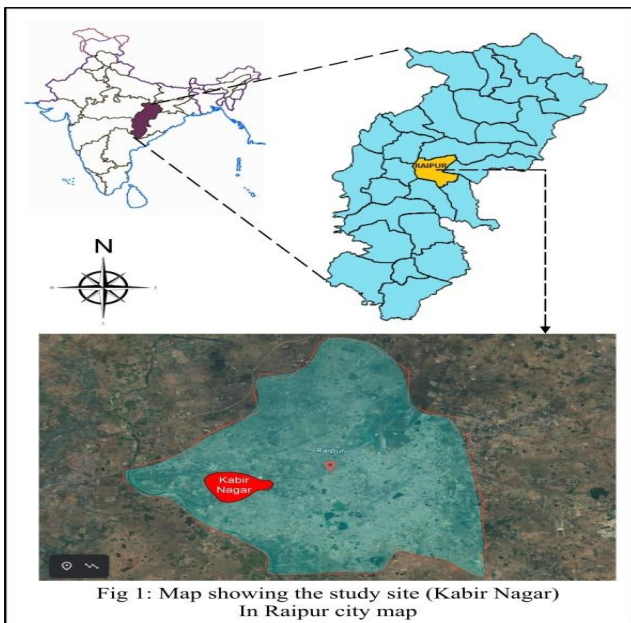 RAIPUR
N
Raipur
Kabir
Nagar
Fig 1: Map showing the study site (Kabir Nagar)
In Raipur city map